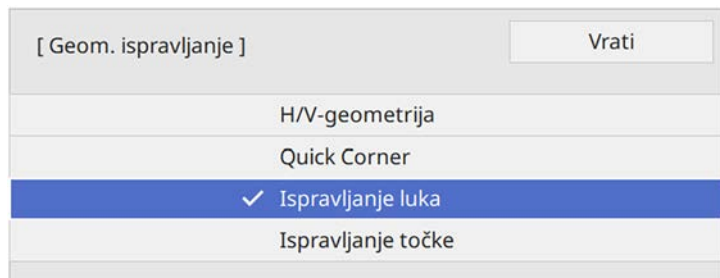 [ Geom. ispravljanje ]
Vrati
H/V-geometrija
Quick Corner
Ispravljanje luka
Ispravljanje točke